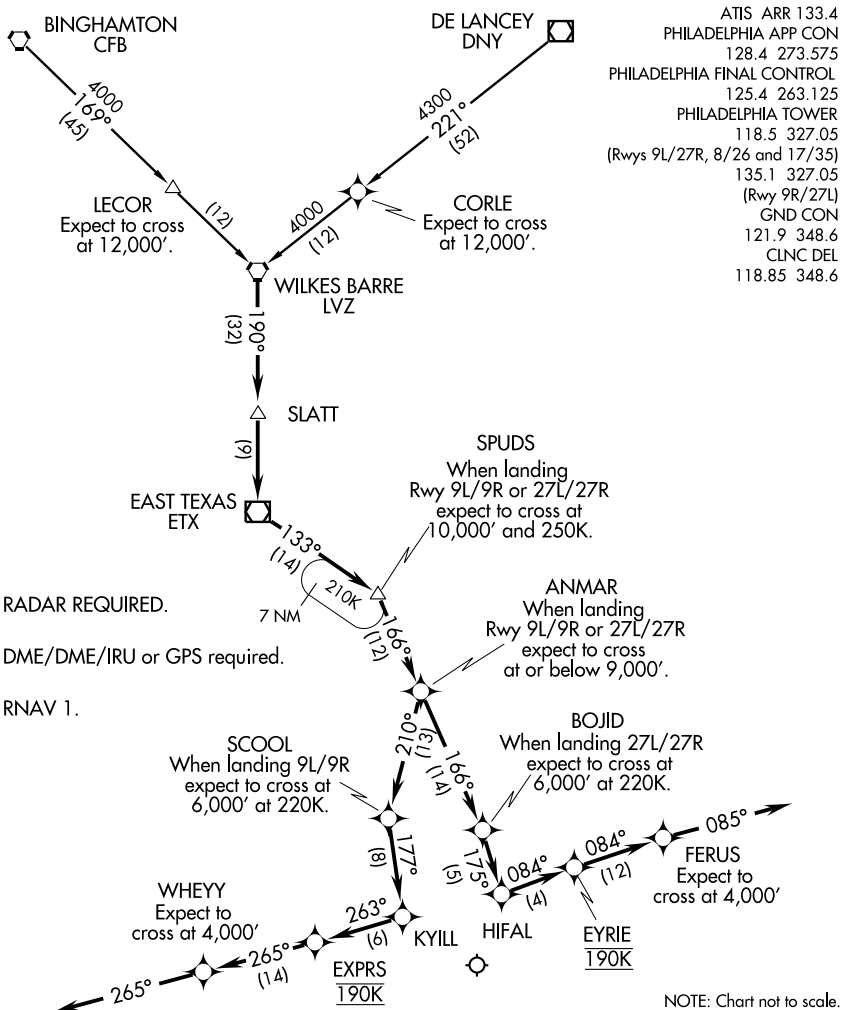 BINGHAMTON
CFB
DE LANCEY
DNY
ATIS ARR 133.4
PHILADELPHIA APP CON
128.4 273.575
PHILADELPHIA FINAL CONTROL
125.4 263.125
PHILADELPHIA TOWER
118.5 327.05
(Rwys 9L/27R, 8/26 and 17/35)
135.1 327.05
(Rwy 9R/27L)
GND CON
121.9 348.6
CLNC DEL
118.85 348.6
4000
169°
(45)
4300
221°
(52)
LECOR
Expect to cross
at 12,000'.
(12)
4000
(12)
CORLE
Expect to cross
at 12,000'.
WILKES BARRE
LVZ
190°
(32)
SLATT
(9)
EAST TEXAS
ETX
133°
(14)
SPUDS
When landing
Rwy 9L/9R or 27L/27R
expect to cross at
10,000' and 250K.
210K
7 NM
166°
(12)
RADAR REQUIRED.
DME/DME/IRU or GPS required.
RNAV 1.
ANMAR
When landing
Rwy 9L/9R or 27L/27R
expect to cross
at or below 9,000'.
210°
(13)
166°
(14)
SCOOL
When landing 9L/9R
expect to cross at
6,000' at 220K.
BOJID
When landing 27L/27R
expect to cross at
6,000' at 220K.
177°
(8)
175°
(5)
084°
(4)
084°
(12)
085°
FERUS
Expect to
cross at 4,000'
WHEYY
Expect to
cross at 4,000'
263°
(6)
KYILL
HIFAL
EYRIE
190K
265°
(14)
EXPRS
190K
265°
NOTE: Chart not to scale.